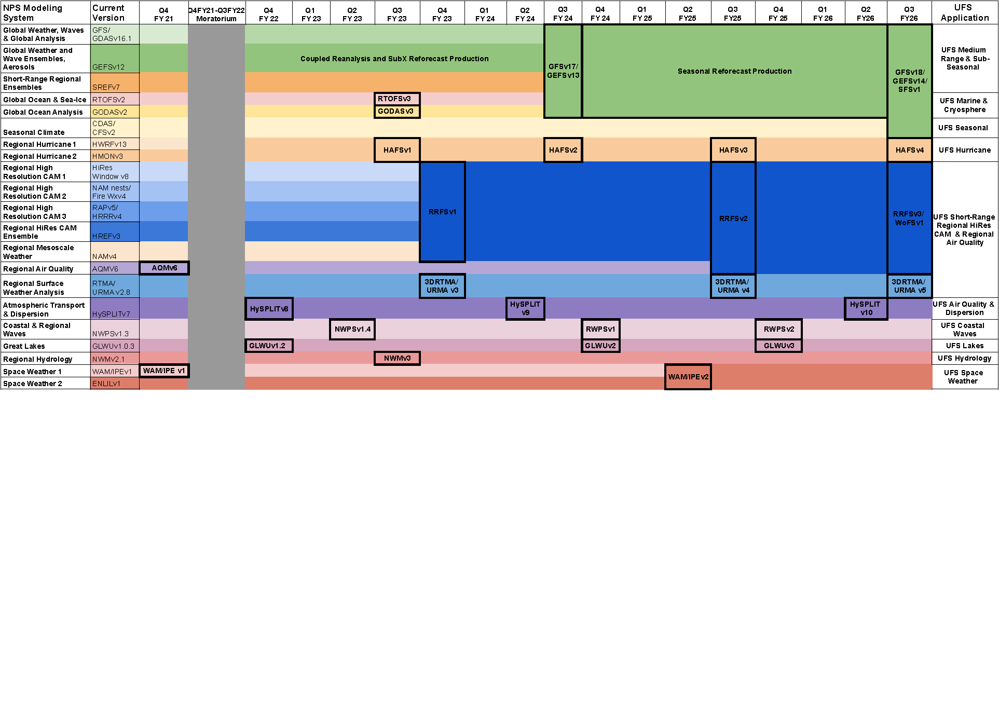 NPS Modeling
System
Current
Version
Q4
FY 21
Q4FY21-Q3FY22
Moratorium
Q4
FY 22
Q1
FY 23
Q2
FY 23
Q3
FY 23
Q4
FY 23
Q1
FY 24
Q2
FY 24
Q3
FY 24
Q4
FY 24
Q1
FY 25
Q2
FY25
Q3
FY25
Q4
FY 25
Q1
FY 26
Q2
FY26
Q3
FY26
UFS
Application
Global Weather, Waves
& Global Analysis
GFS/
GDASv16.1
Global Weather and
Wave Ensembles,
Aerosols
GEFSv12
Coupled Reanalysis and SubX Reforecast Production
GFSv17/
GEFSv13
Seasonal Reforecast Production
GFSv18/
GEFSv14/
SFSv1
UFS Medium
Range & Sub-
Seasonal
Short-Range Regional
Ensembles
SREFv7
Global Ocean & Sea-Ice
RTOFSv2
RTOFSv3
UFS Marine &
Cryosphere
Global Ocean Analysis
GODASv2
GODASv3
Seasonal Climate
CDAS/
CFSv2
UFS Seasonal
Regional Hurricane 1
HWRFv13
HAFSv1
HAFSv2
HAFSv3
HAFSv4
UFS Hurricane
Regional Hurricane 2
HMONv3
Regional High
Resolution CAM 1
HiRes
Window v8
Regional High
Resolution CAM 2
NAM nests/
Fire Wxv4
Regional High
Resolution CAM 3
RAPv5/
HRRRv4
RRFSv1
RRFSv2
RRFSv3/
WoFSv1
UFS Short-Range
Regional HiRes
CAM & Regional
Air Quality
Regional HiRes CAM
Ensemble
HREFv3
Regional Mesoscale
Weather
NAMv4
Regional Air Quality
AQMV6
AQMv6
Regional Surface
Weather Analysis
RTMA/
URMA v2.8
3DRTMA/
URMA v3
3DRTMA/
URMA v4
3DRTMA/
URMA v5
Atmospheric Transport
& Dispersion
HySPLITv7
HySPLITv8
HySPLIT
v9
HySPLIT
v10
UFS Air Quality &
Dispersion
Coastal & Regional
Waves
NWPSv1.3
NWPSv1.4
RWPSv1
RWPSv2
UFS Coastal
Waves
Great Lakes
GLWUv1.0.3
GLWUv1.2
GLWUv2
GLWUv3
UFS Lakes
Regional Hydrology
NWMv2.1
NWMv3
UFS Hydrology
Space Weather 1
WAM/IPEv1
WAM/IPE v1
WAM/IPEv2
UFS Space
Weather
Space Weather 2
ENLILv1